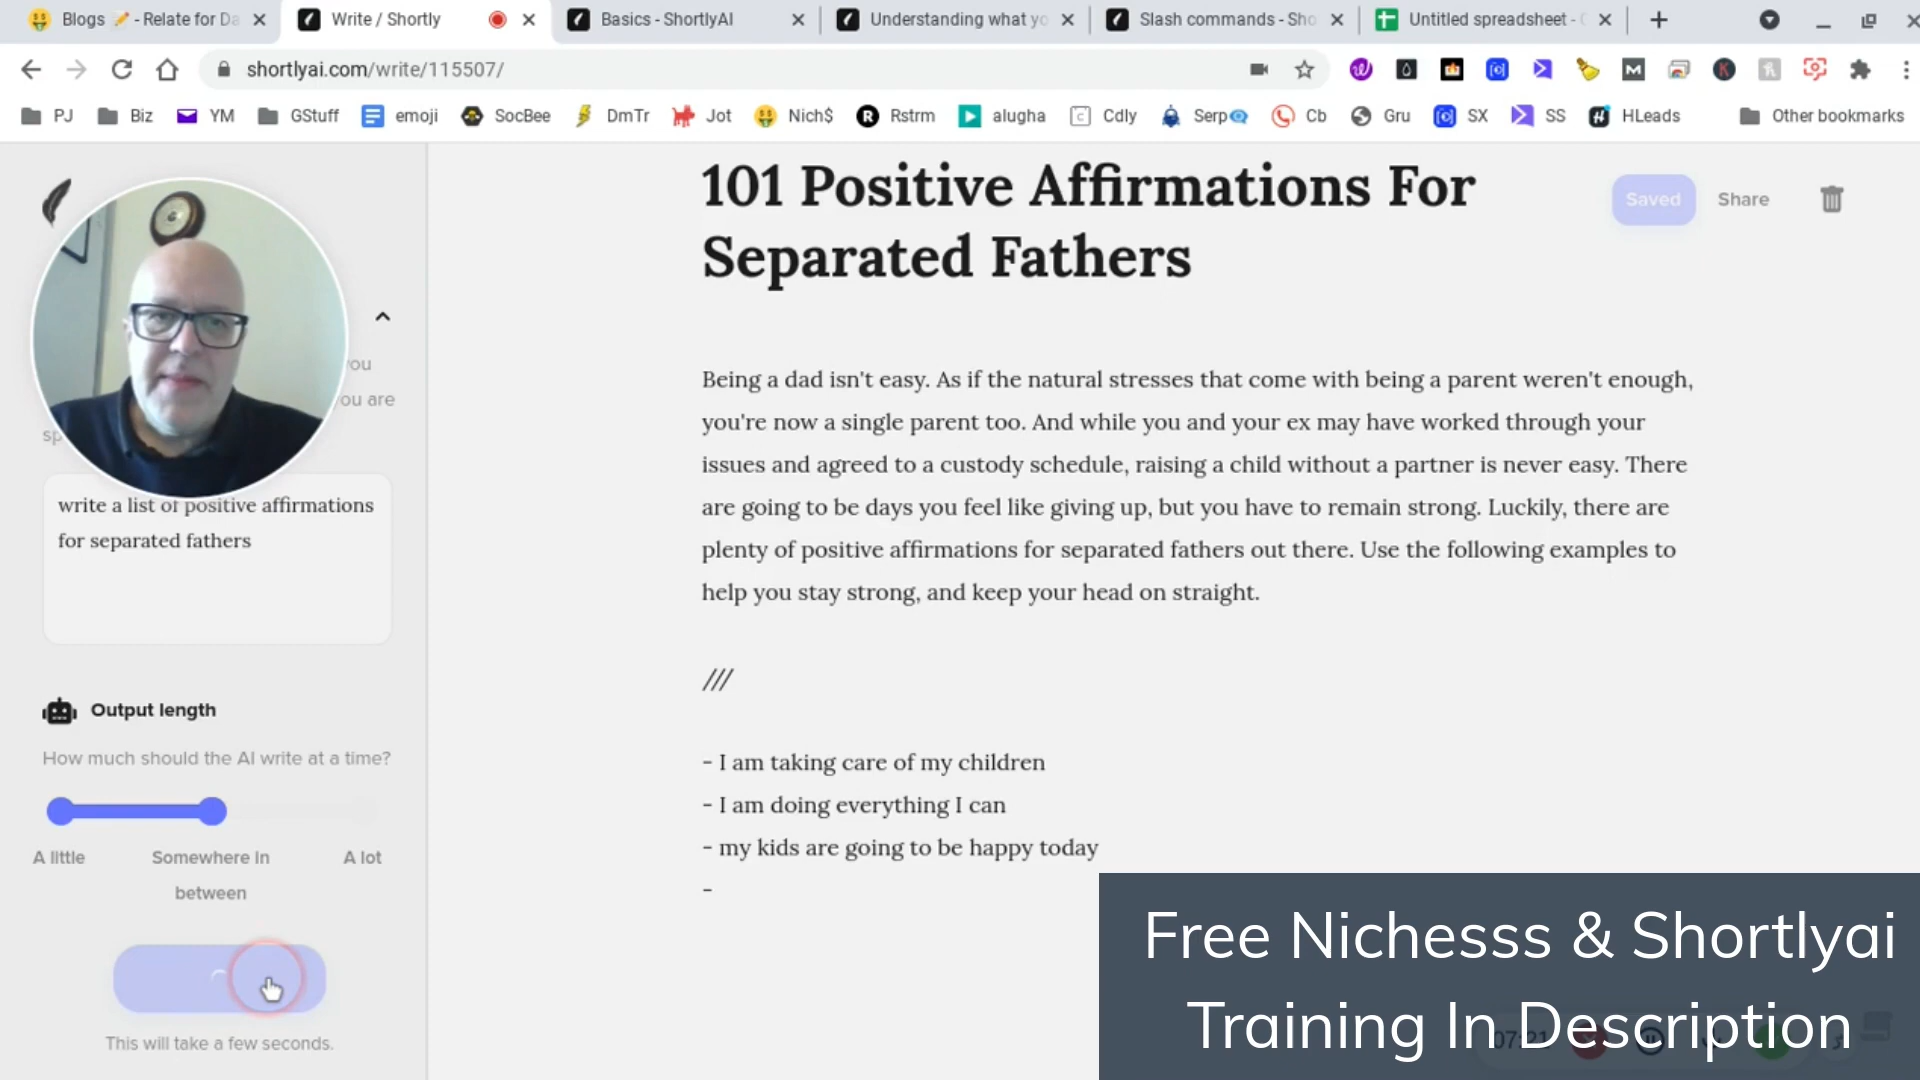 Blogs 📝 - Relate for Da
Write / Shortly
Basics - ShortlyAI
Understanding what yo
Slash commands - Sho
Untitled spreadsheet -
shortlyai.com/write/115507/
PJ
Biz
YM
GStuff
emoji
SocBee
DmTr
Jot
Nich$
Rstrm
alugha
Cdly
Serp
Cb
Gru
SX
SS
HLeads
Other bookmarks
101 Positive Affirmations For
Separated Fathers
Saved
Share
you
you are
sp
write a list of positive affirmations
for separated fathers
Output length
How much should the AI write at a time?
A little
Somewhere in
between
A lot
This will take a few seconds.
Being a dad isn't easy. As if the natural stresses that come with being a parent weren't enough,
you're now a single parent too. And while you and your ex may have worked through your
issues and agreed to a custody schedule, raising a child without a partner is never easy. There
are going to be days you feel like giving up, but you have to remain strong. Luckily, there are
plenty of positive affirmations for separated fathers out there. Use the following examples to
help you stay strong, and keep your head on straight.
///
- I am taking care of my children
- I am doing everything I can
- my kids are going to be happy today
-
Free Nichesss & Shortlyai
Training In Description